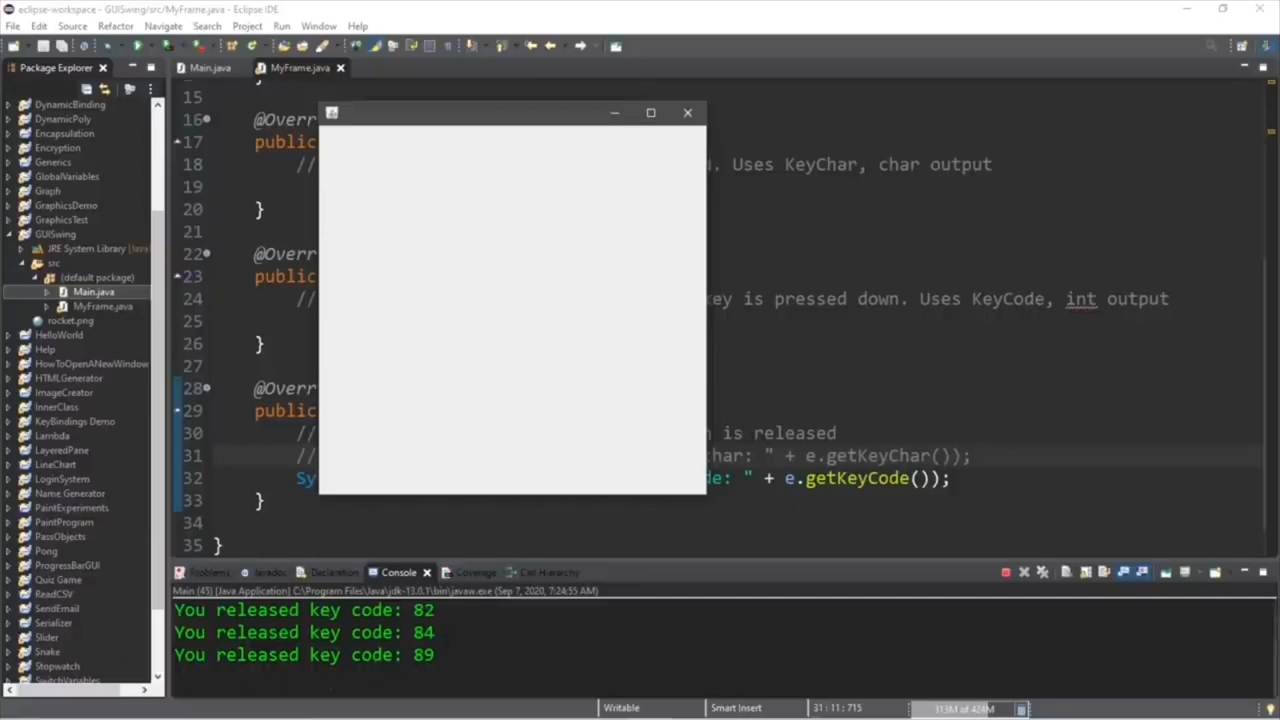 eclipse-workspace - GUISwing/src/MyFrame.java - Eclipse IDE
File Edit Source Refactor Navigate Search Project Run Window Help
Package Explorer
Main.java MyFrame.java
DynamicBinding
DynamicPoly
Encapsulation
Encryption
Generics
GlobalVariables
Graph
GraphicsDemo
GraphicsTest
GUISwing
JRE System Library [Java
src
(default package)
Main.java
MyFrame.java
rocket.png
HelloWorld
Help
HowToOpenANewWindow
HTMLGenerator
ImageCreator
InnerClass
KeyBindings Demo
Lambda
LayeredPane
LineChart
LoginSystem
Name Generator
PaintExperiments
PaintProgram
PassObjects
Pong
ProgressBarGUI
Quiz Game
ReadCSV
SendEmail
Serializer
Slider
Snake
Stopwatch
SwitchVariables
15
16 @Overr
17 public
18 // . Uses KeyChar, char output
19
20 }
21
22 @Overr
23 public
24 // key is pressed down. Uses KeyCode, int output
25
26 }
27
28 @Overr
29 public
30 // is released
31 // char: " + e.getKeyChar());
32 Sy de: " + e.getKeyCode());
33 }
34
35 }
Problems Javadoc Declaration Console Coverage Call Hierarchy
Main (45) [Java Application] C:\Program Files\Java\jdk-13.0.1\bin\javaw.exe (Sep 7, 2020, 7:24:55 AM)
You released key code: 82
You released key code: 84
You released key code: 89
Writable Smart Insert 31 : 11 : 715 313M of 424M